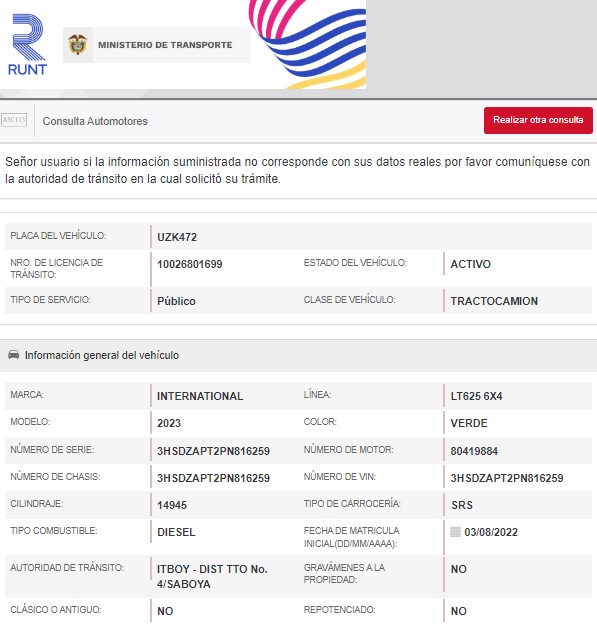 RUNT
MINISTERIO DE TRANSPORTE
ASC123
Consulta Automotores
Realizar otra consulta
Señor usuario si la información suministrada no corresponde con sus datos reales por favor comuníquese con
la autoridad de tránsito en la cual solicitó su trámite.
PLACA DEL VEHÍCULO: UZK472
NRO. DE LICENCIA DE TRÁNSITO: 10026801699 ESTADO DEL VEHÍCULO: ACTIVO
TIPO DE SERVICIO: Público CLASE DE VEHÍCULO: TRACTOCAMION
Información general del vehículo
MARCA: INTERNATIONAL LÍNEA: LT625 6X4
MODELO: 2023 COLOR: VERDE
NÚMERO DE SERIE: 3HSDZAPT2PN816259 NÚMERO DE MOTOR: 80419884
NÚMERO DE CHASIS: 3HSDZAPT2PN816259 NÚMERO DE VIN: 3HSDZAPT2PN816259
CILINDRAJE: 14945 TIPO DE CARROCERÍA: SRS
TIPO COMBUSTIBLE: DIESEL FECHA DE MATRICULA INICIAL(DD/MM/AAAA): 03/08/2022
AUTORIDAD DE TRÁNSITO: ITBOY - DIST TTO No. 4/SABOYA GRAVÁMENES A LA PROPIEDAD: NO
CLÁSICO O ANTIGUO: NO REPOTENCIADO: NO